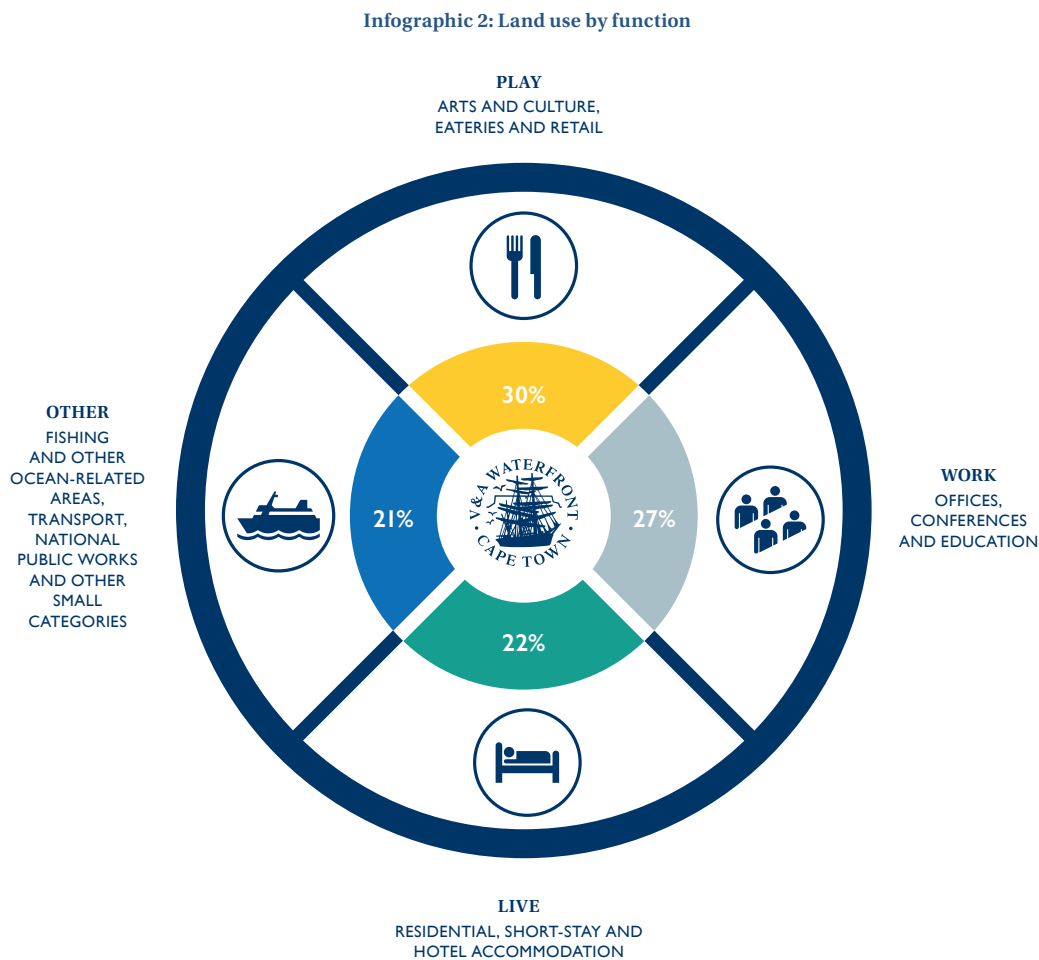 Infographic 2: Land use by function
PLAY
ARTS AND CULTURE,
EATERIES AND RETAIL
30%
OTHER
FISHING
AND OTHER
OCEAN-RELATED
AREAS,
TRANSPORT,
NATIONAL
PUBLIC WORKS
AND OTHER
SMALL
CATEGORIES
21%
V&A WATERFRONT
• CAPE TOWN •
27%
WORK
OFFICES,
CONFERENCES
AND EDUCATION
22%
LIVE
RESIDENTIAL, SHORT-STAY AND
HOTEL ACCOMMODATION